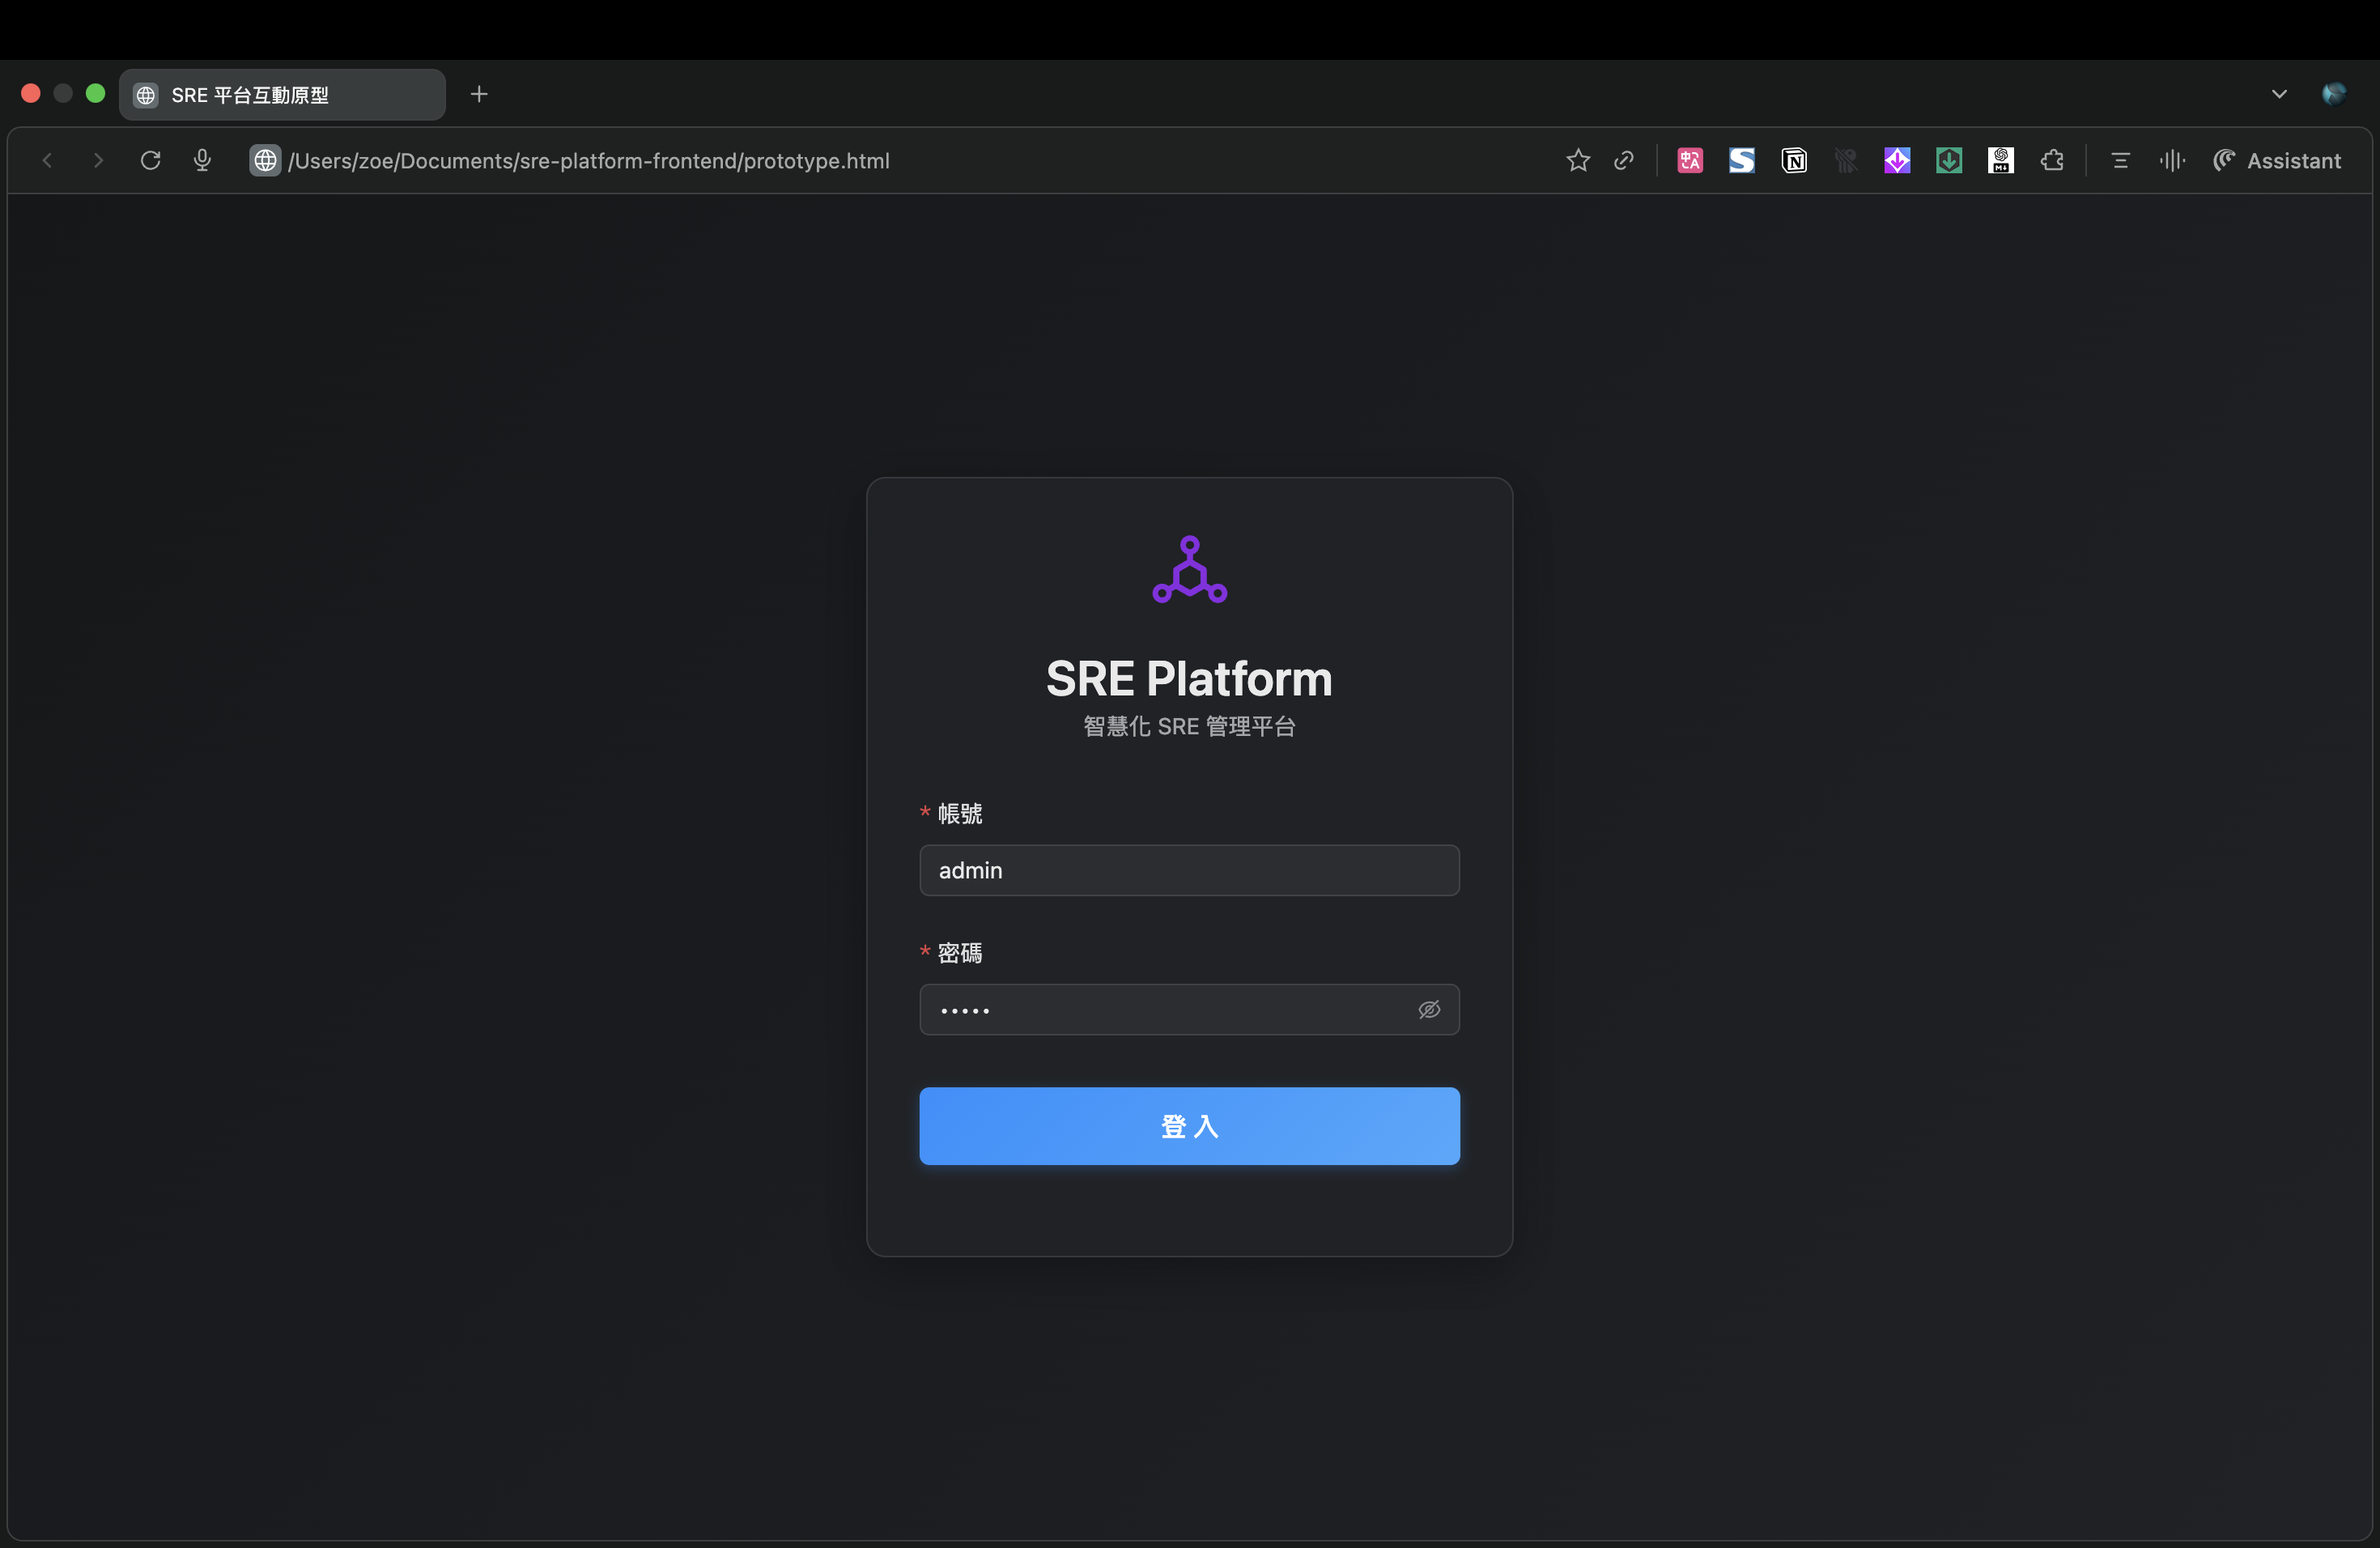 SRE 平台互動原型
/Users/zoe/Documents/sre-platform-frontend/prototype.html
Assistant
SRE Platform
智慧化 SRE 管理平台
* 帳號
admin
* 密碼
•••••
登 入